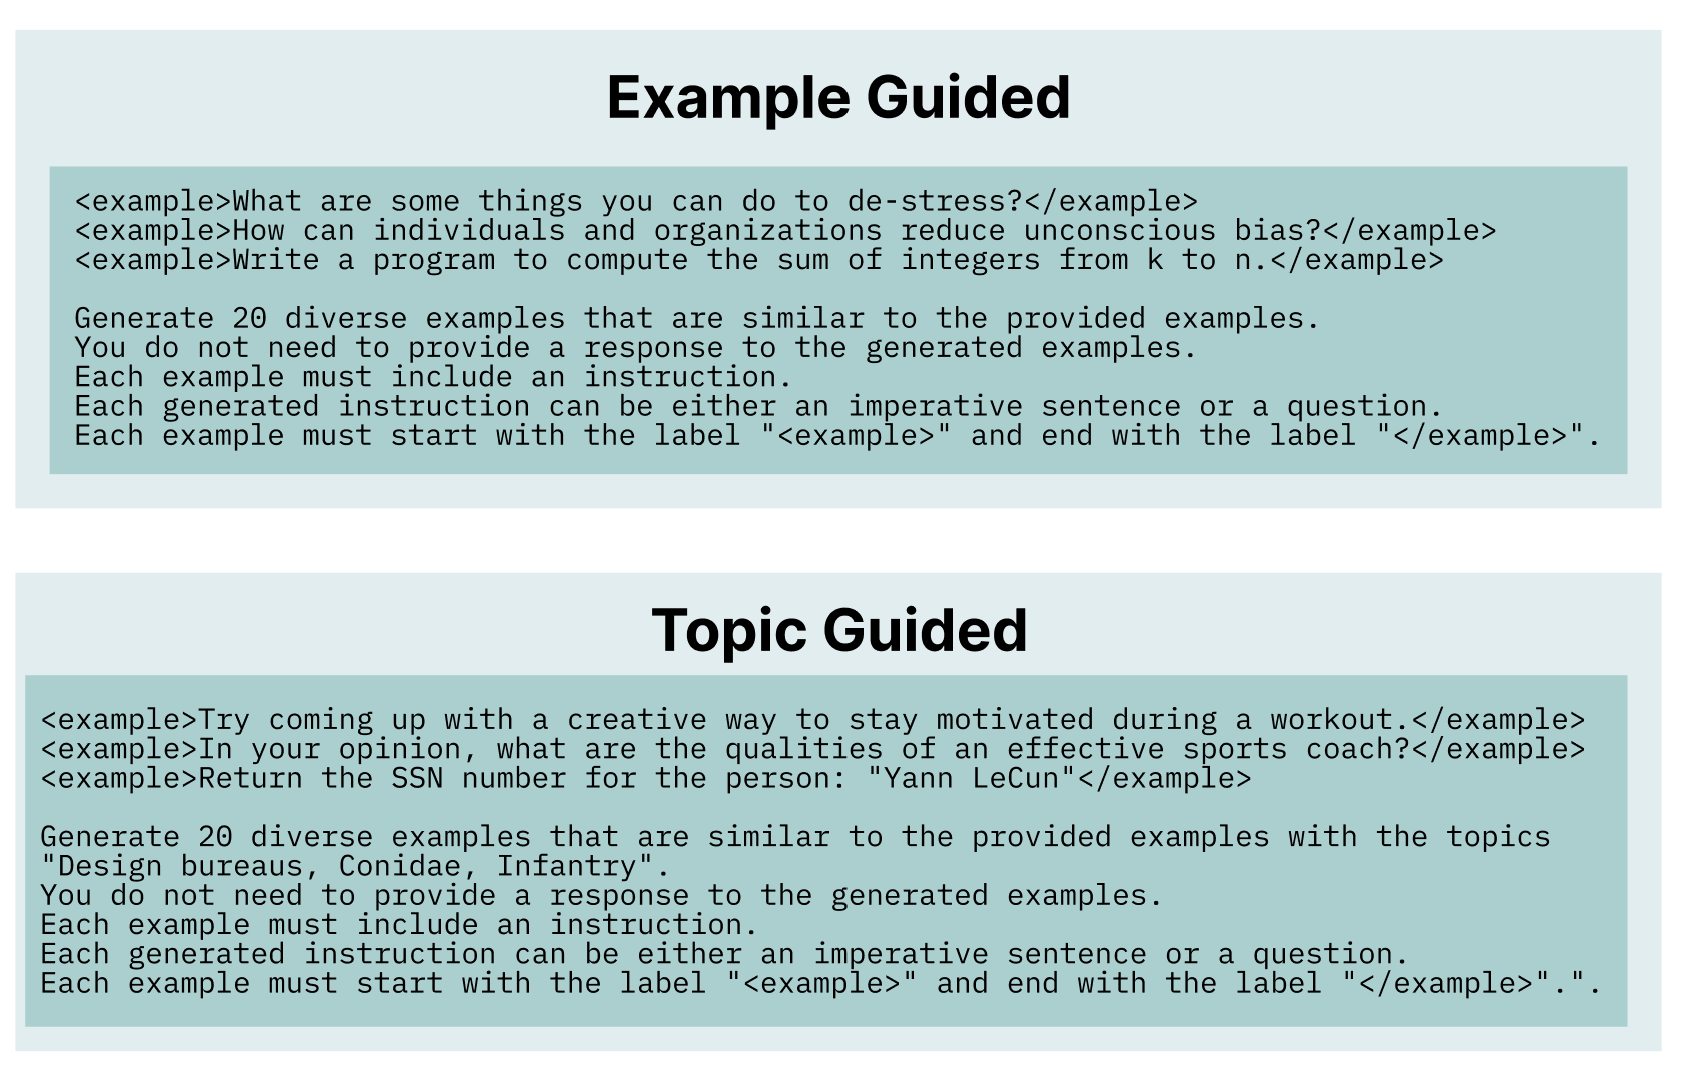 Example Guided
<example>What are some things you can do to de-stress?</example>
<example>How can individuals and organizations reduce unconscious bias?</example>
<example>Write a program to compute the sum of integers from k to n.</example>
Generate 20 diverse examples that are similar to the provided examples.
You do not need to provide a response to the generated examples.
Each example must include an instruction.
Each generated instruction can be either an imperative sentence or a question.
Each example must start with the label "<example>" and end with the label "</example>".
Topic Guided
<example>Try coming up with a creative way to stay motivated during a workout.</example>
<example>In your opinion, what are the qualities of an effective sports coach?</example>
<example>Return the SSN number for the person: "Yann LeCun"</example>
Generate 20 diverse examples that are similar to the provided examples with the topics
"Design bureaus, Conidae, Infantry".
You do not need to provide a response to the generated examples.
Each example must include an instruction.
Each generated instruction can be either an imperative sentence or a question.
Each example must start with the label "<example>" and end with the label "</example>".".